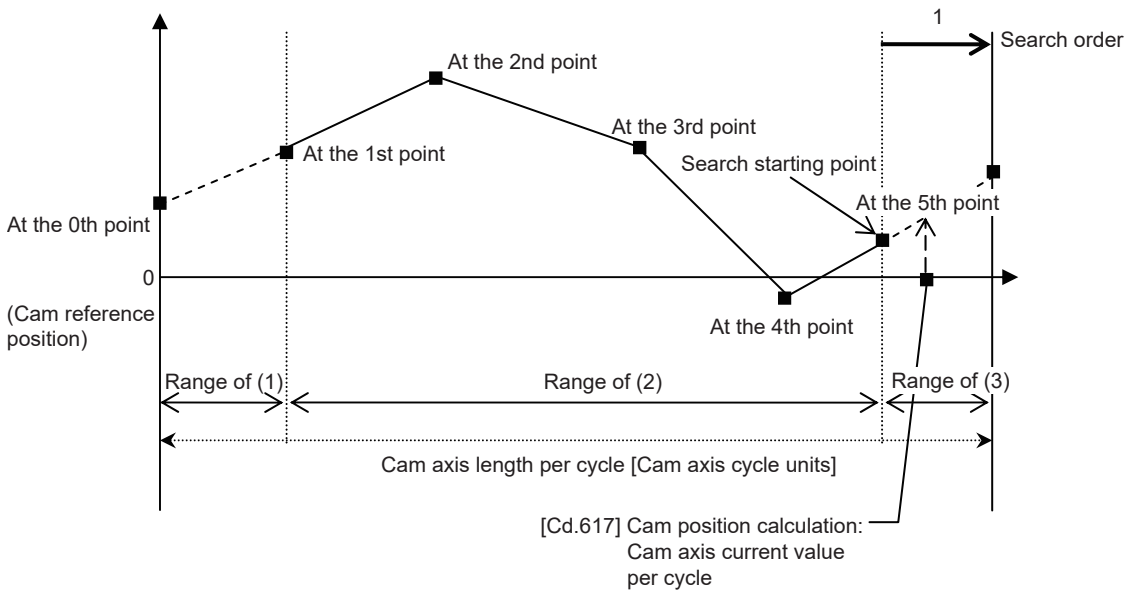 1
Search order
At the 2nd point
At the 3rd point
At the 1st point
Search starting point
At the 5th point
At the 0th point
0
(Cam reference
position)
At the 4th point
Range of (1)
Range of (2)
Range of (3)
Cam axis length per cycle [Cam axis cycle units]
[Cd.617] Cam position calculation:
Cam axis current value
per cycle